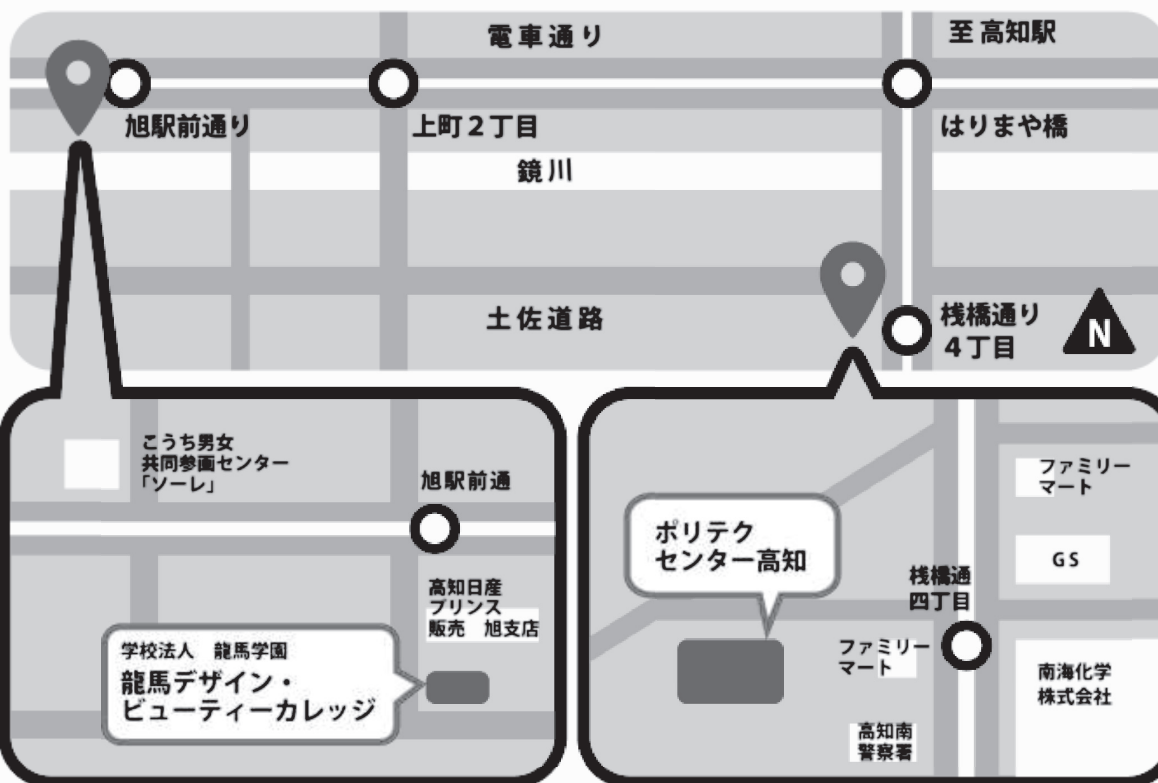 電車通り
至 高知駅
旭駅前通り
上町２丁目
はりまや橋
鏡川
土佐道路
桟橋通り
４丁目
N
こうち男女
共同参画センター
「ソーレ」
旭駅前通
高知日産
プリンス
販売　旭支店
学校法人　龍馬学園
龍馬デザイン・
ビューティーカレッジ
ファミリー
マート
ポリテク
センター高知
GS
桟橋通
四丁目
ファミリー
マート
南海化学
株式会社
高知南
警察署